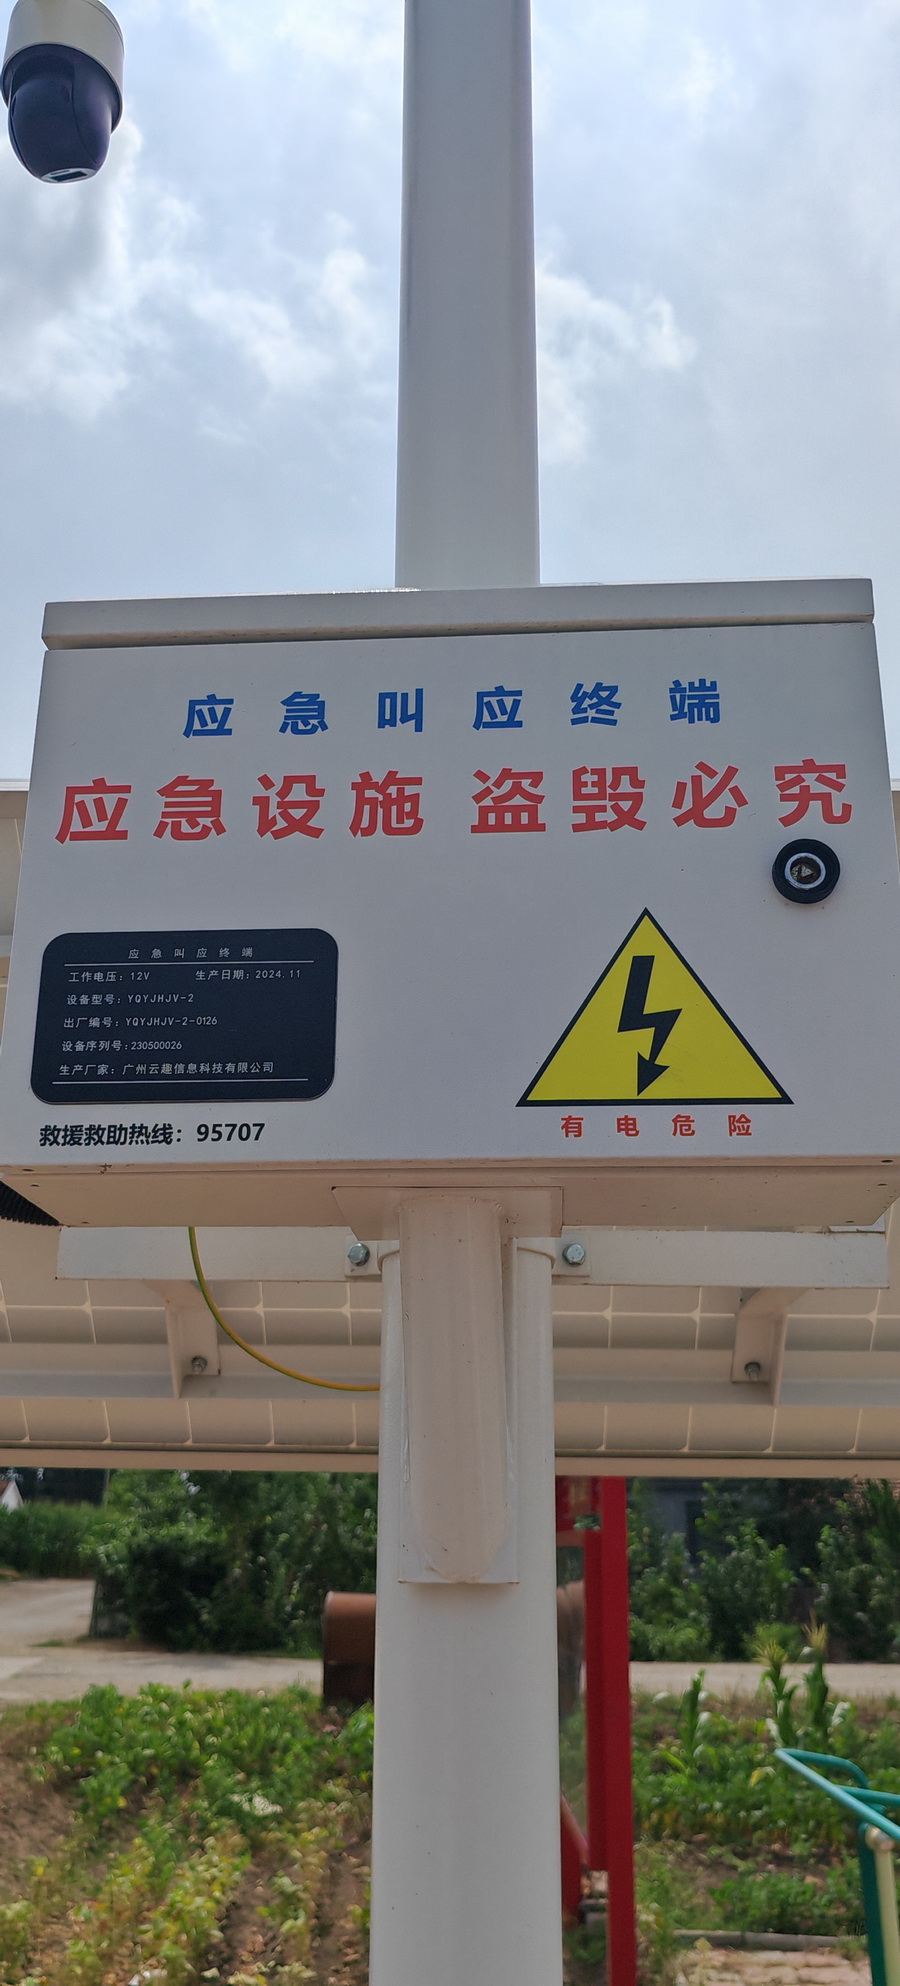 应急叫应终端
应急设施 盗毁必究
应急叫应终端
工作电压：12V 生产日期：2024.11
设备型号：YQYJHJV-2
出厂编号：YQYJHJV-2-0126
设备序列号：230500026
生产厂家：广州云趣信息科技有限公司
救援救助热线：95707
有电危险